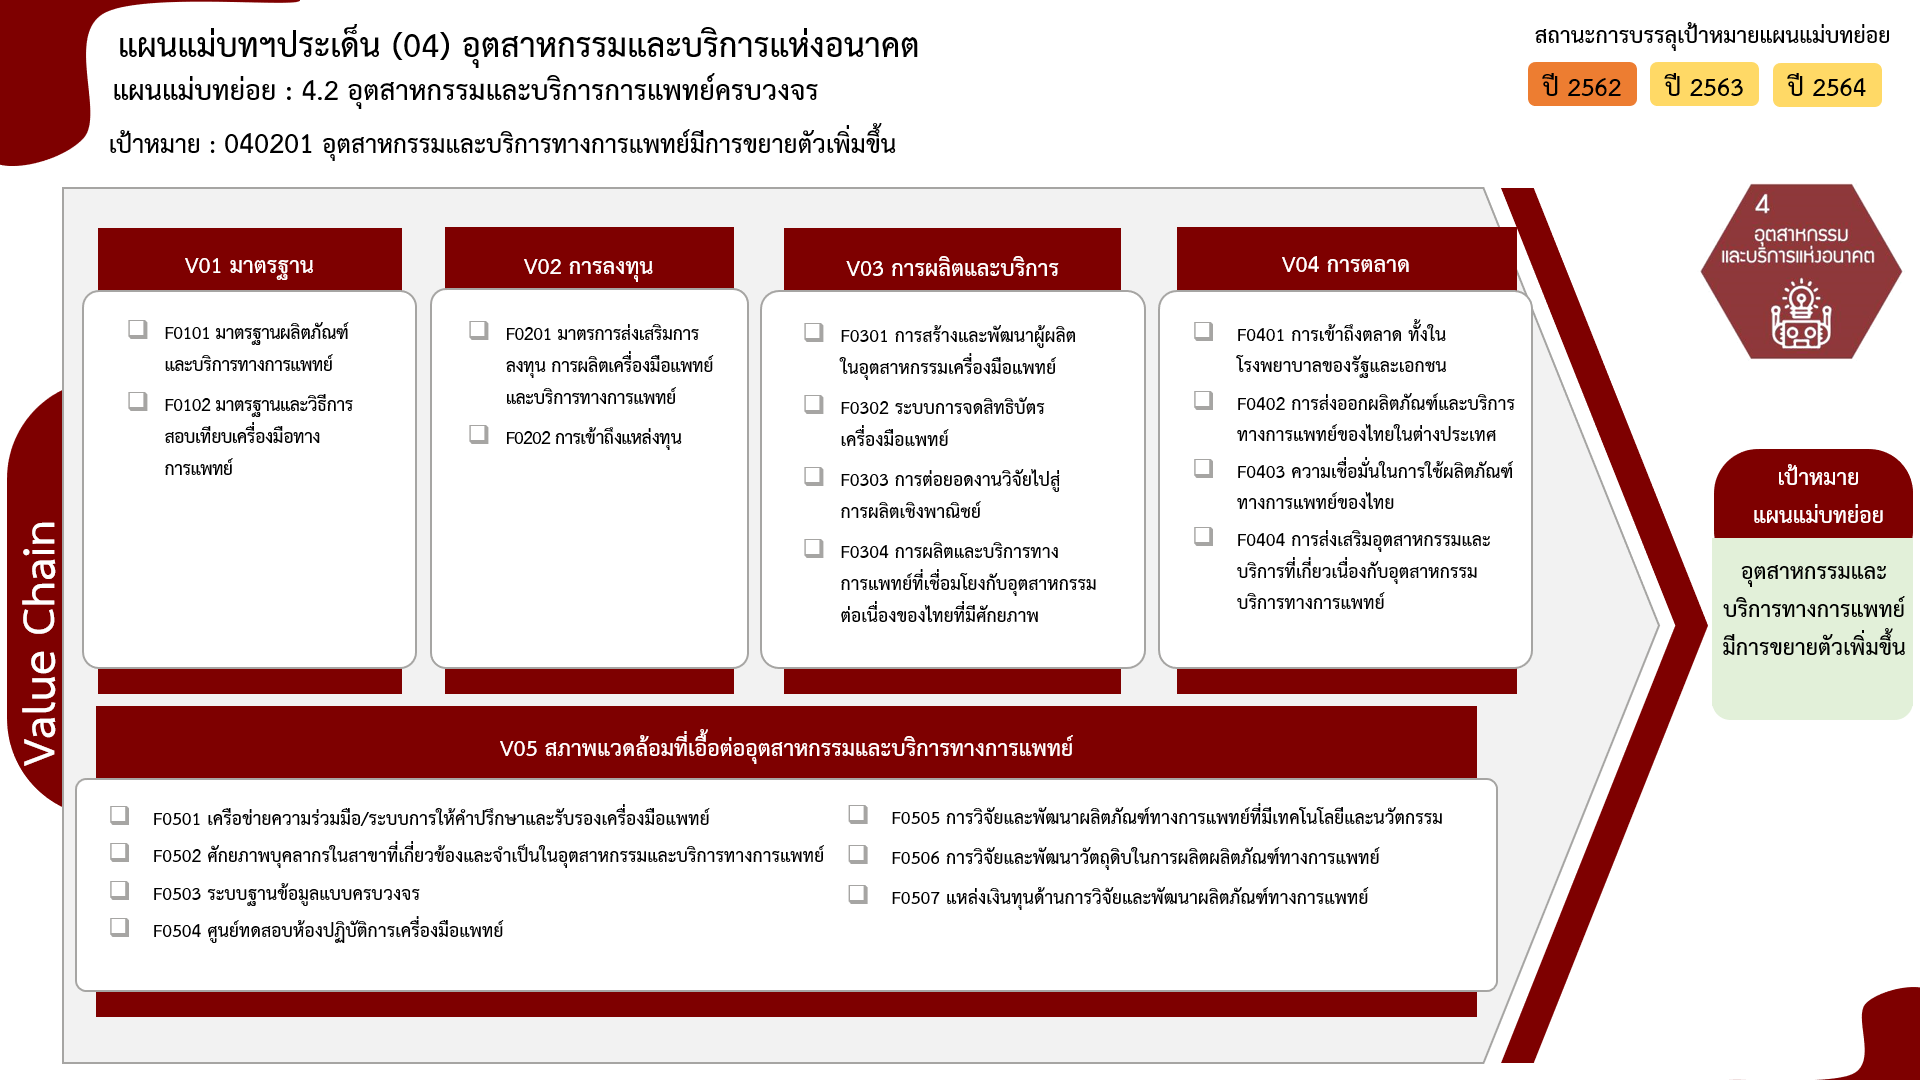 แผนแม่บทฯประเด็น (04) อุตสาหกรรมและบริการแห่งอนาคต
แผนแม่บทย่อย : 4.2 อุตสาหกรรมและบริการการแพทย์ครบวงจร
เป้าหมาย : 040201 อุตสาหกรรมและบริการทางการแพทย์มีการขยายตัวเพิ่มขึ้น
สถานะการบรรลุเป้าหมายแผนแม่บทย่อย
ปี 2562 ปี 2563 ปี 2564
Value Chain
V01 มาตรฐาน
F0101 มาตรฐานผลิตภัณฑ์
และบริการทางการแพทย์
F0102 มาตรฐานและวิธีการ
สอบเทียบเครื่องมือทาง
การแพทย์
V02 การลงทุน
F0201 มาตรการส่งเสริมการ
ลงทุน การผลิตเครื่องมือแพทย์
และบริการทางการแพทย์
F0202 การเข้าถึงแหล่งทุน
V03 การผลิตและบริการ
F0301 การสร้างและพัฒนาผู้ผลิต
ในอุตสาหกรรมเครื่องมือแพทย์
F0302 ระบบการจดสิทธิบัตร
เครื่องมือแพทย์
F0303 การต่อยอดงานวิจัยไปสู่
การผลิตเชิงพาณิชย์
F0304 การผลิตและบริการทาง
การแพทย์ที่เชื่อมโยงกับอุตสาหกรรม
ต่อเนื่องของไทยที่มีศักยภาพ
V04 การตลาด
F0401 การเข้าถึงตลาด ทั้งใน
โรงพยาบาลของรัฐและเอกชน
F0402 การส่งออกผลิตภัณฑ์และบริการ
ทางการแพทย์ของไทยในต่างประเทศ
F0403 ความเชื่อมั่นในการใช้ผลิตภัณฑ์
ทางการแพทย์ของไทย
F0404 การส่งเสริมอุตสาหกรรมและ
บริการที่เกี่ยวเนื่องกับอุตสาหกรรม
บริการทางการแพทย์
V05 สภาพแวดล้อมที่เอื้อต่ออุตสาหกรรมและบริการทางการแพทย์
F0501 เครือข่ายความร่วมมือ/ระบบการให้คำปรึกษาและรับรองเครื่องมือแพทย์
F0502 ศักยภาพบุคลากรในสาขาที่เกี่ยวข้องและจำเป็นในอุตสาหกรรมและบริการทางการแพทย์
F0503 ระบบฐานข้อมูลแบบครบวงจร
F0504 ศูนย์ทดสอบห้องปฏิบัติการเครื่องมือแพทย์
F0505 การวิจัยและพัฒนาผลิตภัณฑ์ทางการแพทย์ที่มีเทคโนโลยีและนวัตกรรม
F0506 การวิจัยและพัฒนาวัตถุดิบในการผลิตผลิตภัณฑ์ทางการแพทย์
F0507 แหล่งเงินทุนด้านการวิจัยและพัฒนาผลิตภัณฑ์ทางการแพทย์
4
อุตสาหกรรม
และบริการแห่งอนาคต
เป้าหมาย
แผนแม่บทย่อย
อุตสาหกรรมและ
บริการทางการแพทย์
มีการขยายตัวเพิ่มขึ้น